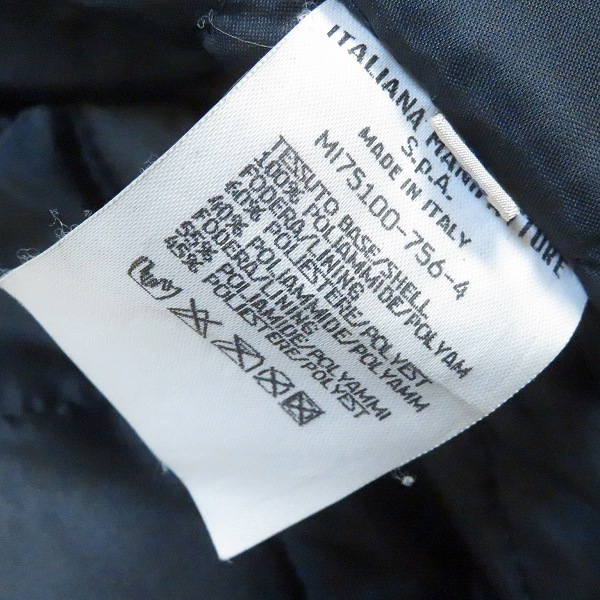 ITALIANA MANIFATTURE
S.P.A.
MADE IN ITALY
MI75100-756-4
TESSUTO BASE/SHELL
100% POLIAMMIDE/POLYAM
FODERA/LINING
60% POLIESTERE/POLYEST
40% POLIAMMIDE/POLYAMM
FODERA/LINING
55% POLIAMIDE/POLYAMMI
45% POLIESTERE/POLYEST